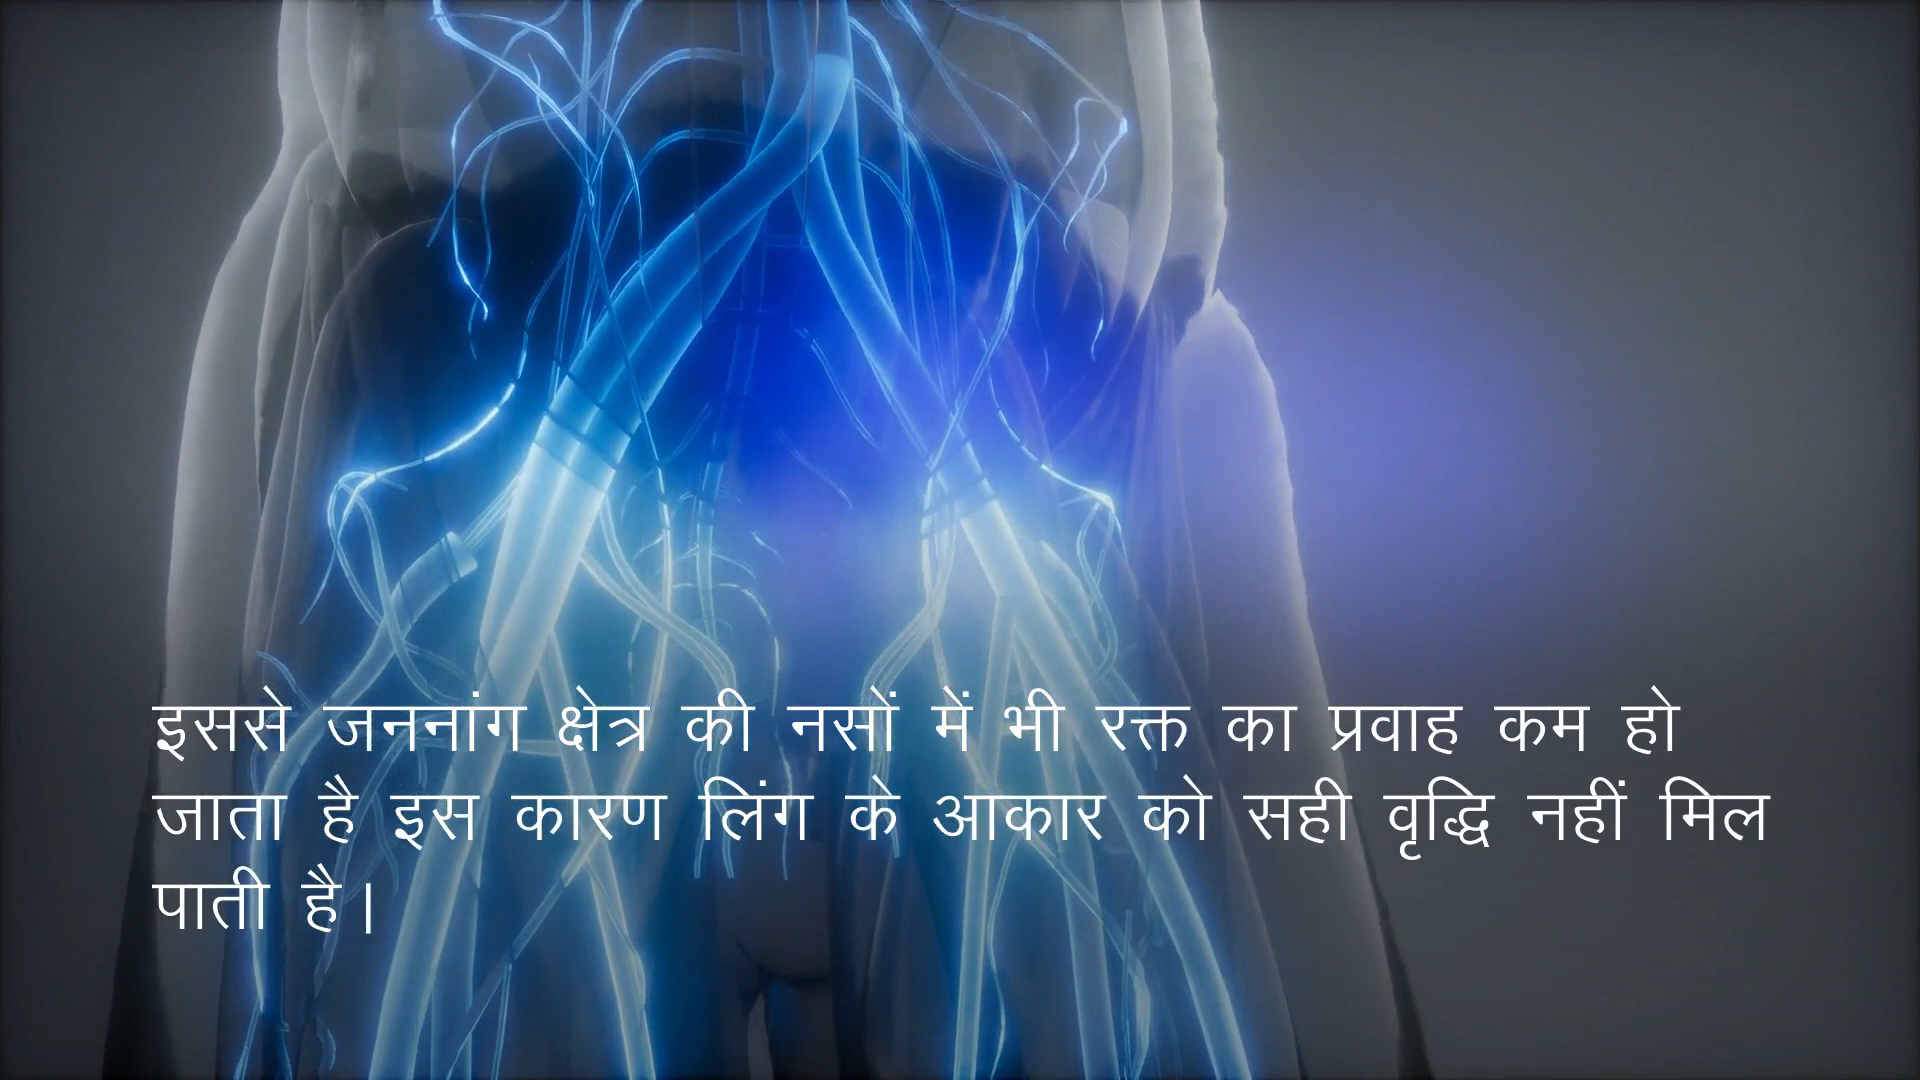 इससे जननांग क्षेत्र की नसों में भी रक्त का प्रवाह कम हो
जाता है इस कारण लिंग के आकार को सही वृद्धि नहीं मिल
पाती है।